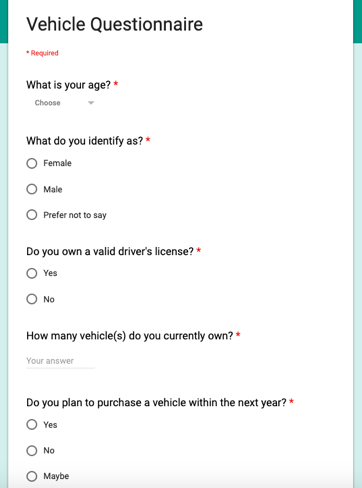 Vehicle Questionnaire
* Required
What is your age? *
Choose
What do you identify as? *
Female
Male
Prefer not to say
Do you own a valid driver's license? *
Yes
No
How many vehicle(s) do you currently own? *
Your answer
Do you plan to purchase a vehicle within the next year? *
Yes
No
Maybe